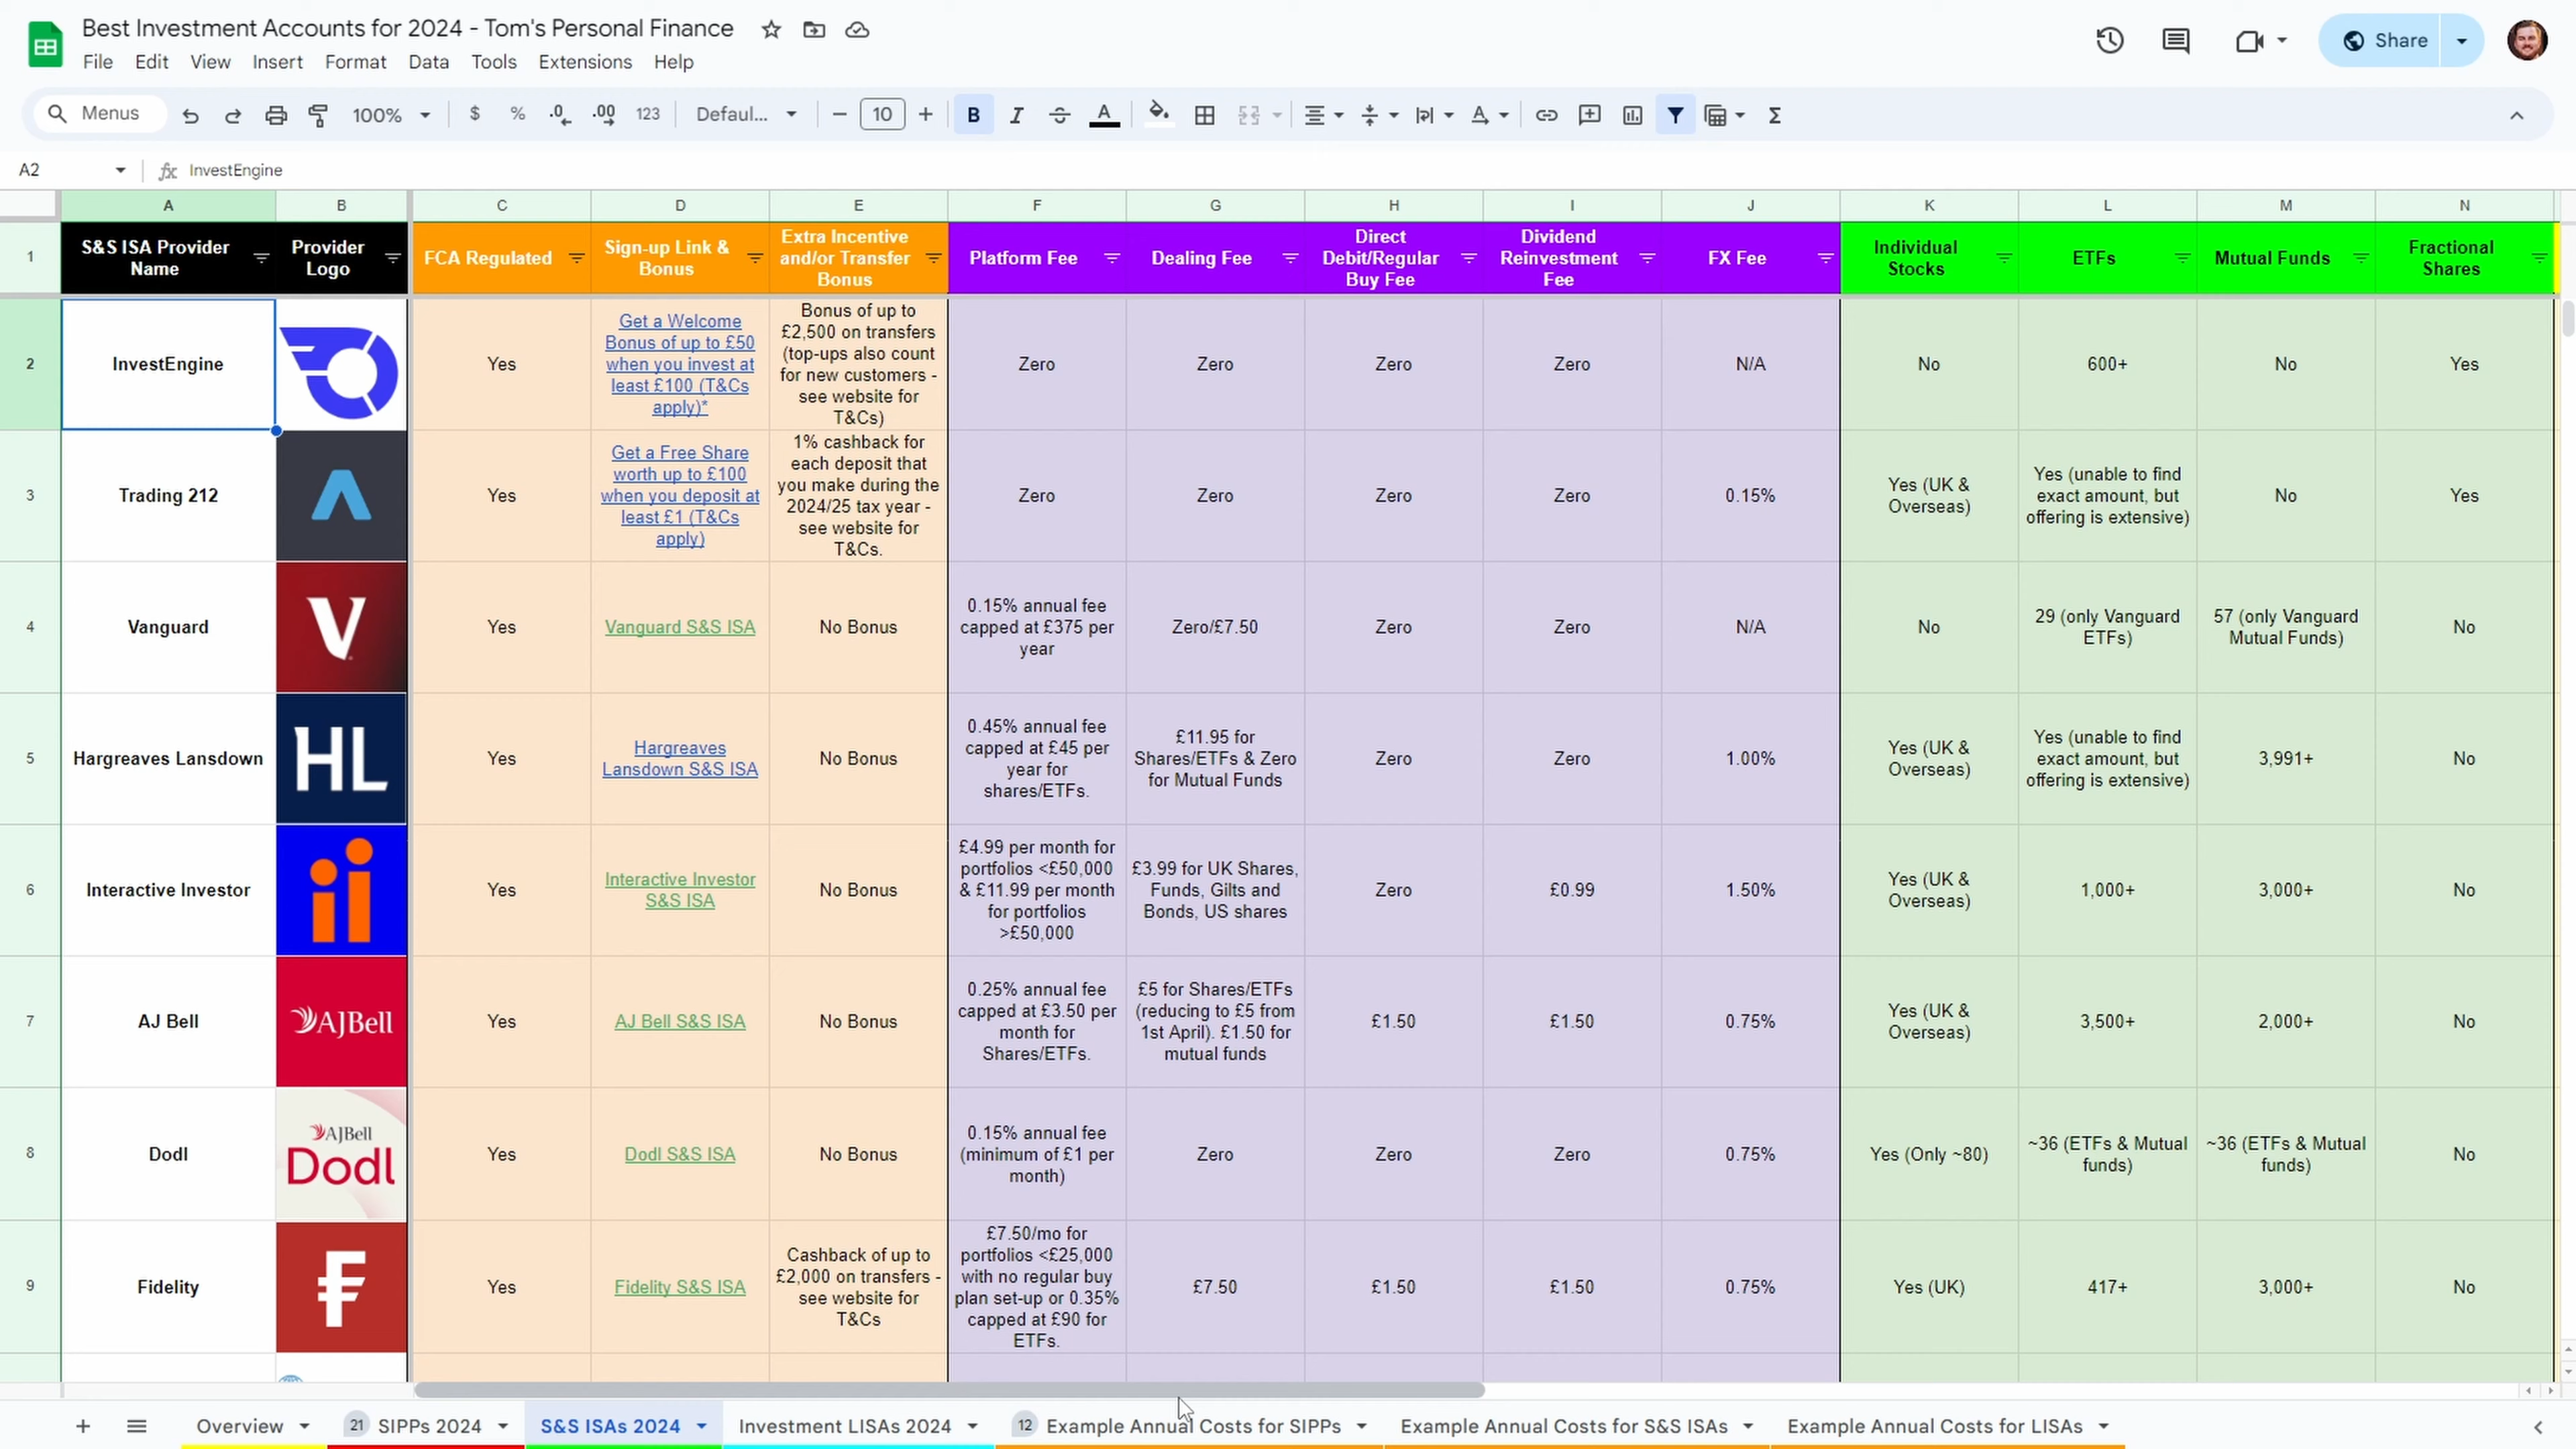 Best Investment Accounts for 2024 - Tom's Personal Finance
File Edit View Insert Format Data Tools Extensions Help
Share
Menus
100%
$ % .0 .00 123
Defaul...
10
B
A2
InvestEngine
A B C D E F G H I J K L M N
1
S&S ISA Provider
Name
Provider
Logo
FCA Regulated
Sign-up Link &
Bonus
Extra Incentive
and/or Transfer
Bonus
Platform Fee
Dealing Fee
Direct
Debit/Regular
Buy Fee
Dividend
Reinvestment
Fee
FX Fee
Individual
Stocks
ETFs
Mutual Funds
Fractional
Shares
2
InvestEngine
Yes
Get a Welcome
Bonus of up to £50
when you invest at
least £100 (T&Cs
apply)*
Bonus of up to
£2,500 on transfers
(top-ups also count
for new customers -
see website for
T&Cs)
Zero
Zero
Zero
Zero
N/A
No
600+
No
Yes
3
Trading 212
Yes
Get a Free Share
worth up to £100
when you deposit at
least £1 (T&Cs
apply)
1% cashback for
each deposit that
you make during the
2024/25 tax year -
see website for
T&Cs.
Zero
Zero
Zero
Zero
0.15%
Yes (UK &
Overseas)
Yes (unable to find
exact amount, but
offering is extensive)
No
Yes
4
Vanguard
V
Yes
Vanguard S&S ISA
No Bonus
0.15% annual fee
capped at £375 per
year
Zero/£7.50
Zero
Zero
N/A
No
29 (only Vanguard
ETFs)
57 (only Vanguard
Mutual Funds)
No
5
Hargreaves Lansdown
HL
Yes
Hargreaves
Lansdown S&S ISA
No Bonus
0.45% annual fee
capped at £45 per
year for
shares/ETFs.
£11.95 for
Shares/ETFs & Zero
for Mutual Funds
Zero
Zero
1.00%
Yes (UK &
Overseas)
Yes (unable to find
exact amount, but
offering is extensive)
3,991+
No
6
Interactive Investor
ii
Yes
Interactive Investor
S&S ISA
No Bonus
£4.99 per month for
portfolios <£50,000
& £11.99 per month
for portfolios
>£50,000
£3.99 for UK Shares,
Funds, Gilts and
Bonds, US shares
Zero
£0.99
1.50%
Yes (UK &
Overseas)
1,000+
3,000+
No
7
AJ Bell
AJBell
Yes
AJ Bell S&S ISA
No Bonus
0.25% annual fee
capped at £3.50 per
month for
Shares/ETFs.
£5 for Shares/ETFs
(reducing to £5 from
1st April). £1.50 for
mutual funds
£1.50
£1.50
0.75%
Yes (UK &
Overseas)
3,500+
2,000+
No
8
Dodl
AJBell
Dodl
Yes
Dodl S&S ISA
No Bonus
0.15% annual fee
(minimum of £1 per
month)
Zero
Zero
Zero
0.75%
Yes (Only ~80)
~36 (ETFs & Mutual
funds)
~36 (ETFs & Mutual
funds)
No
9
Fidelity
F
Yes
Fidelity S&S ISA
Cashback of up to
£2,000 on transfers -
see website for
T&Cs
£7.50/mo for
portfolios <£25,000
with no regular buy
plan set-up or 0.35%
capped at £90 for
ETFs.
£7.50
£1.50
£1.50
0.75%
Yes (UK)
417+
3,000+
No
Overview
21 SIPPs 2024
S&S ISAs 2024
Investment LISAs 2024
12 Example Annual Costs for SIPPs
Example Annual Costs for S&S ISAs
Example Annual Costs for LISAs